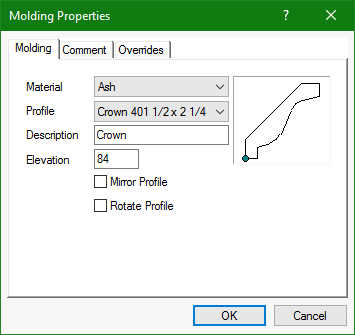 Molding Properties ?
Molding Comment Overrides
Material Ash
Profile Crown 401 1/2 x 2 1/4
Description Crown
Elevation 84
Mirror Profile
Rotate Profile
OK Cancel